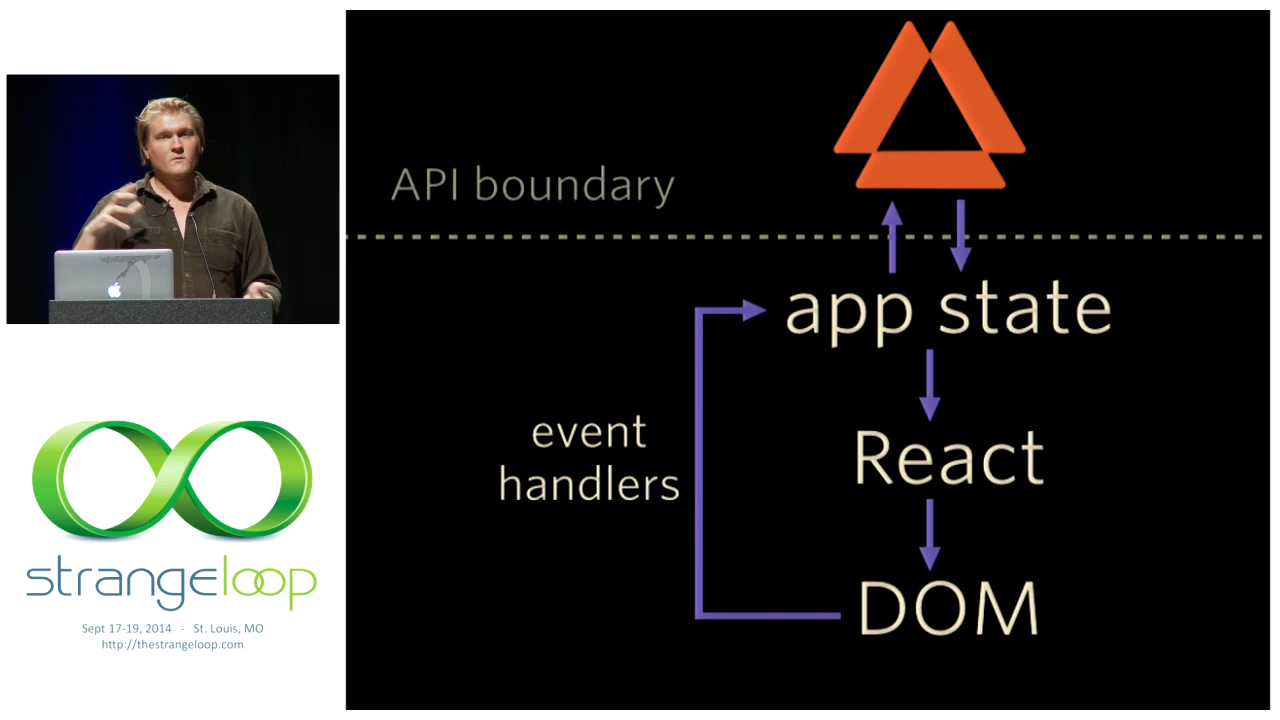 API boundary
app state
event
handlers
React
DOM
strangeloop
Sept 17-19, 2014 - St. Louis, MO
http://thestrangeloop.com